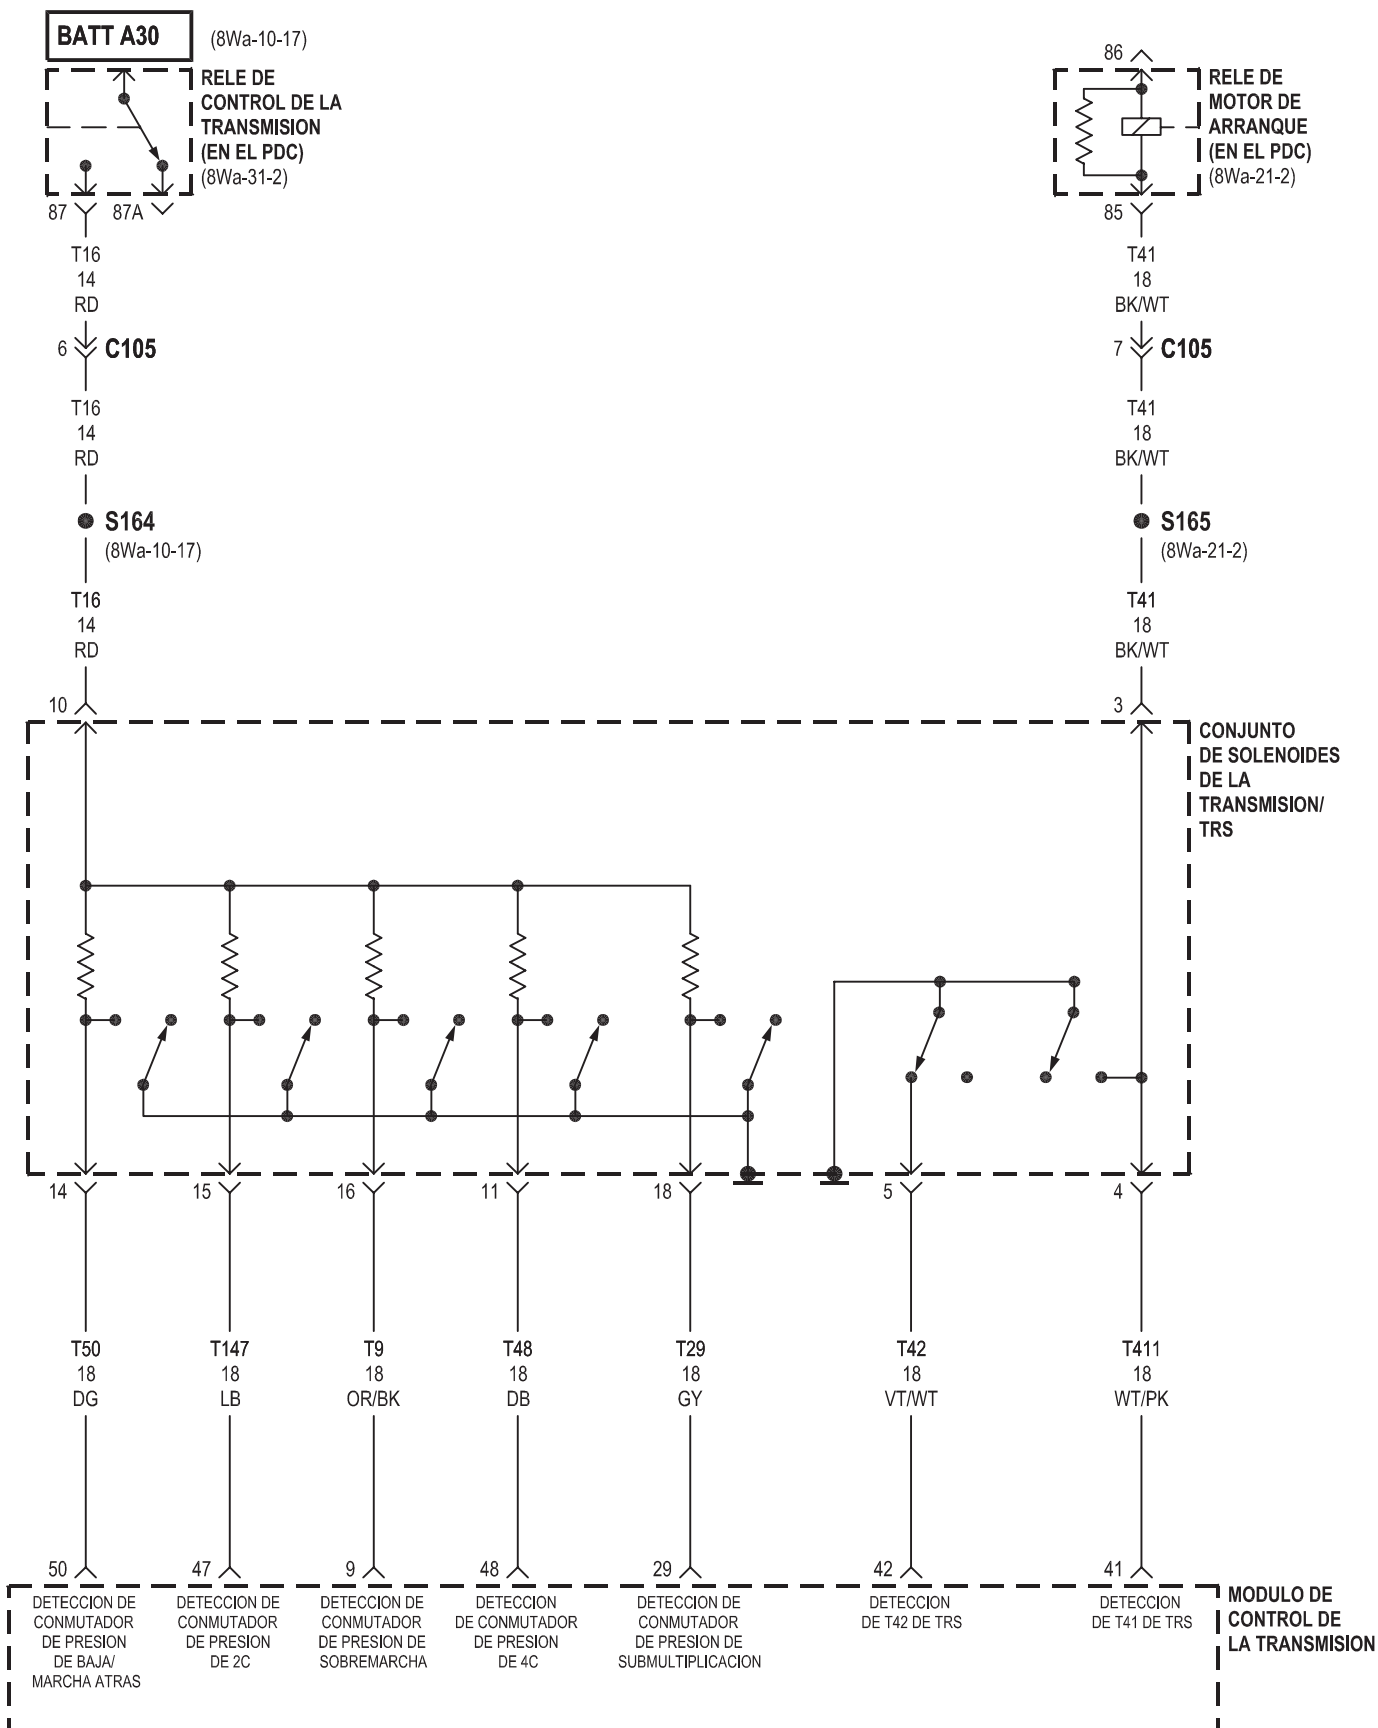 BATT A30
(8Wa-10-17)
RELE DE
CONTROL DE LA
TRANSMISION
(EN EL PDC)
(8Wa-31-2)
87
87A
T16
14
RD
6
C105
T16
14
RD
S164
(8Wa-10-17)
T16
14
RD
10
86
RELE DE
MOTOR DE
ARRANQUE
(EN EL PDC)
(8Wa-21-2)
85
T41
18
BK/WT
7
C105
T41
18
BK/WT
S165
(8Wa-21-2)
T41
18
BK/WT
3
CONJUNTO
DE SOLENOIDES
DE LA
TRANSMISION/
TRS
14
15
16
11
18
5
4
T50
18
DG
T147
18
LB
T9
18
OR/BK
T48
18
DB
T29
18
GY
T42
18
VT/WT
T411
18
WT/PK
50
47
9
48
29
42
41
DETECCION DE
CONMUTADOR
DE PRESION
DE BAJA/
MARCHA ATRAS
DETECCION DE
CONMUTADOR
DE PRESION
DE 2C
DETECCION DE
CONMUTADOR
DE PRESION DE
SOBREMARCHA
DETECCION
DE CONMUTADOR
DE PRESION
DE 4C
DETECCION DE
CONMUTADOR
DE PRESION DE
SUBMULTIPLICACION
DETECCION
DE T42 DE TRS
DETECCION
DE T41 DE TRS
MODULO DE
CONTROL DE
LA TRANSMISION